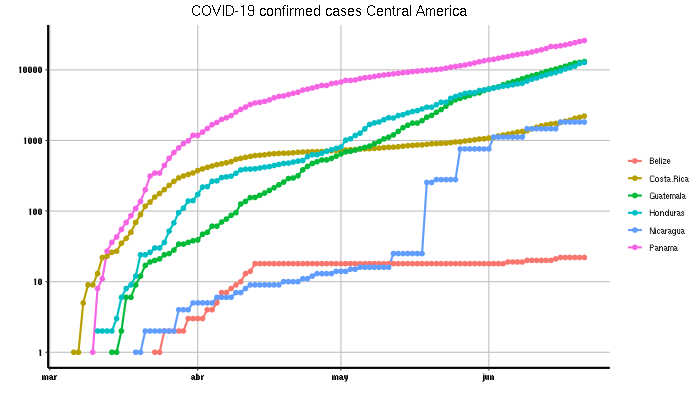 COVID-19 confirmed cases Central America
10000
1000
100
10
1
mar abr may jun
Belize
Costa.Rica
Guatemala
Honduras
Nicaragua
Panama